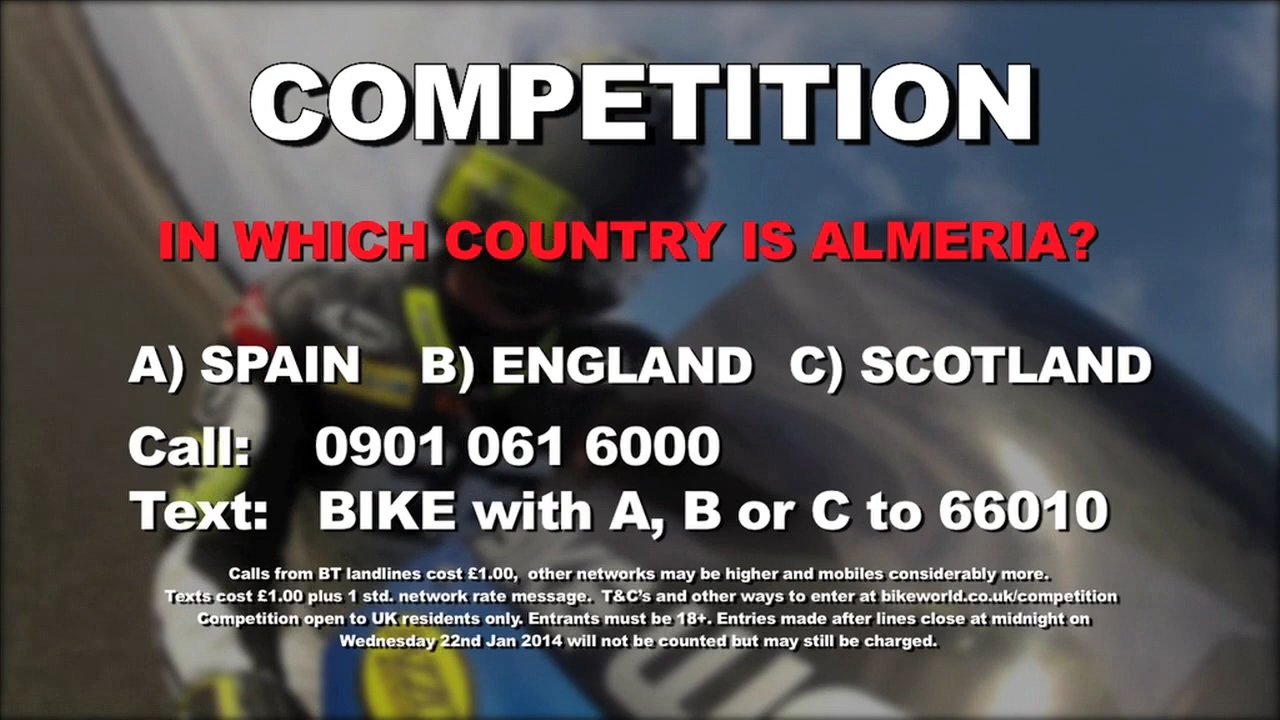 COMPETITION
IN WHICH COUNTRY IS ALMERIA?
A) SPAIN B) ENGLAND C) SCOTLAND
Call: 0901 061 6000
Text: BIKE with A, B or C to 66010
Calls from BT landlines cost £1.00, other networks may be higher and mobiles considerably more.
Texts cost £1.00 plus 1 std. network rate message. T&C's and other ways to enter at bikeworld.co.uk/competition
Competition open to UK residents only. Entrants must be 18+. Entries made after lines close at midnight on
Wednesday 22nd Jan 2014 will not be counted but may still be charged.